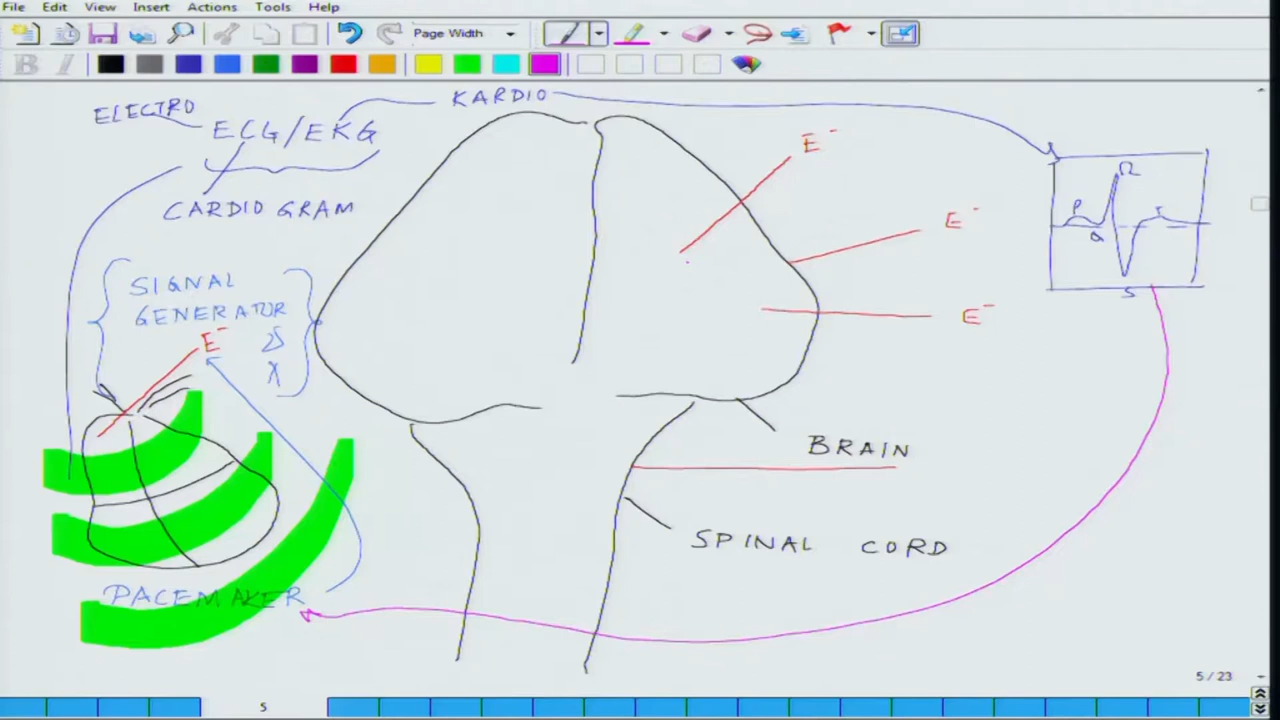 File Edit View Insert Actions Tools Help
Page Width
B I
ELECTRO
KARDIO
ECG/EKG
CARDIO GRAM
E-
R
P
Q
T
S
E-
E-
SIGNAL
GENERATOR
E-
BRAIN
SPINAL CORD
PACEMAKER
5 / 23
5